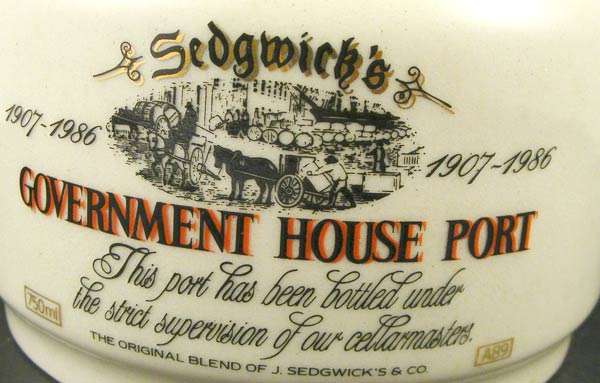 Sedgwick's
1907-1986
1907-1986
GOVERNMENT HOUSE PORT
This port has been bottled under
the strict supervision of our cellarmasters.
750ml
A89
THE ORIGINAL BLEND OF J. SEDGWICK'S & CO.